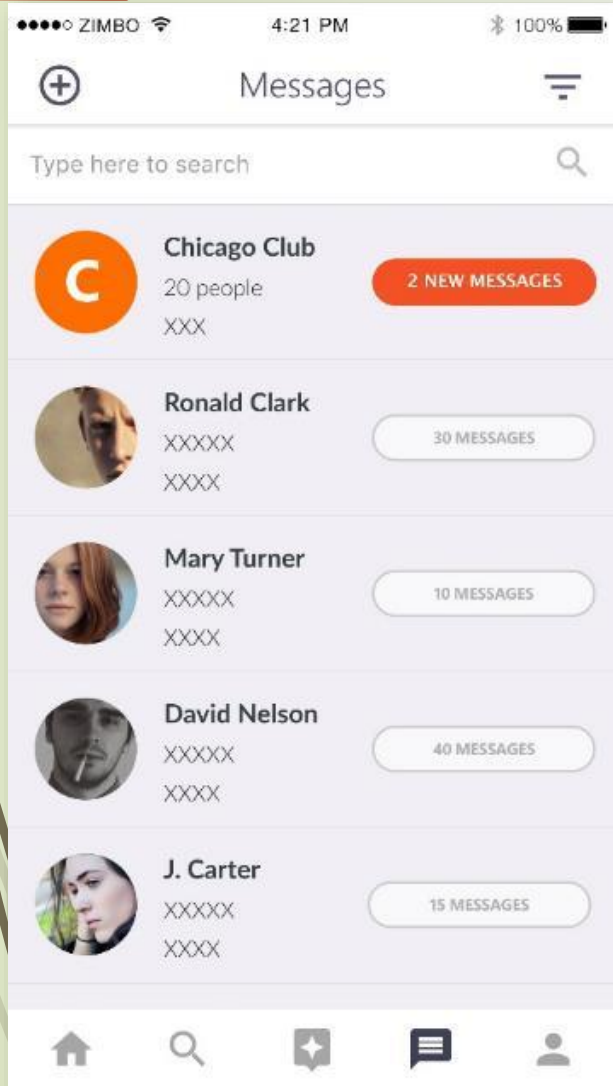 ZIMBO 4:21 PM 100%
Messages
Type here to search
C
Chicago Club
20 people
XXX
2 NEW MESSAGES
Ronald Clark
XXXXX
XXXX
30 MESSAGES
Mary Turner
XXXXX
XXXX
10 MESSAGES
David Nelson
XXXXX
XXXX
40 MESSAGES
J. Carter
XXXXX
XXXX
15 MESSAGES